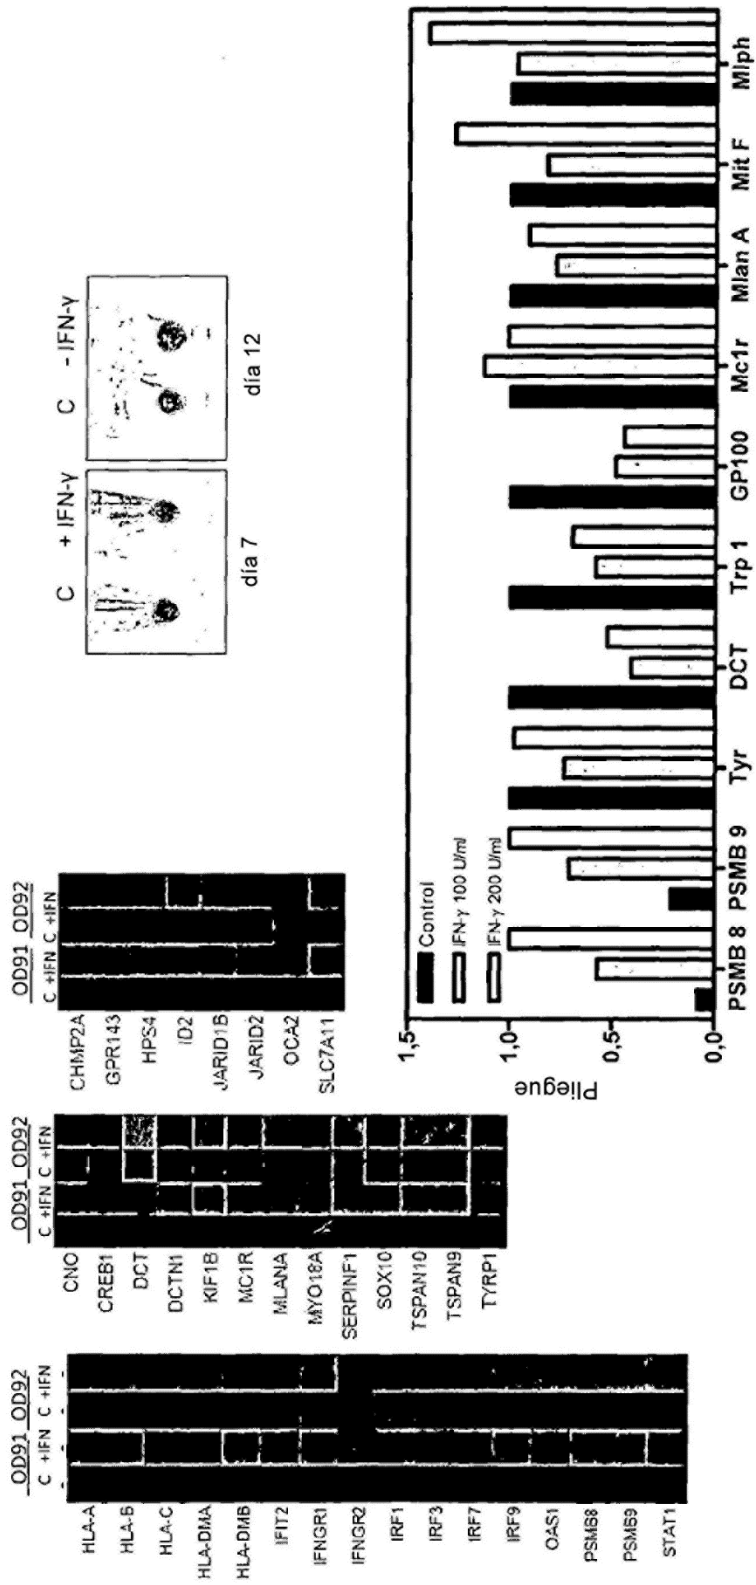 OD91 OD92
C +IFN C +IFN
HLA-A
HLA-B
HLA-C
HLA-DMA
HLA-DMB
IFIT2
IFNGR1
IFNGR2
IRF1
IRF3
IRF7
IRF9
OAS1
PSMB8
PSMB9
STAT1
OD91 OD92
C +IFN C +IFN
CNO
CREB1
DCT
DCTN1
KIF1B
MC1R
MLANA
MYO18A
SERPINF1
SOX10
TSPAN10
TSPAN9
TYRP1
OD91 OD92
C +IFN C +IFN
CHMP2A
GPR143
HPS4
ID2
JARID1B
JARID2
OCA2
SLC7A11
C + IFN-γ
día 7
C - IFN-γ
día 12
Pliegue
1,5
1,0
0,5
0,0
Control
IFN-γ 100 U/ml
IFN-γ 200 U/ml
PSMB 8 PSMB 9 Tyr DCT Trp 1 GP100 Mc1r Mlan A Mit F Mlph